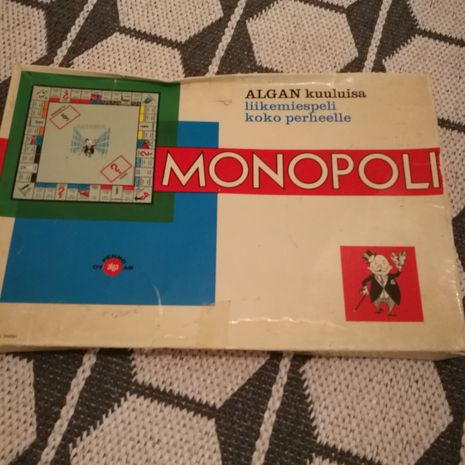 ALGAN kuuluisa
liikemiespeli
koko perheelle
MONOPOLI